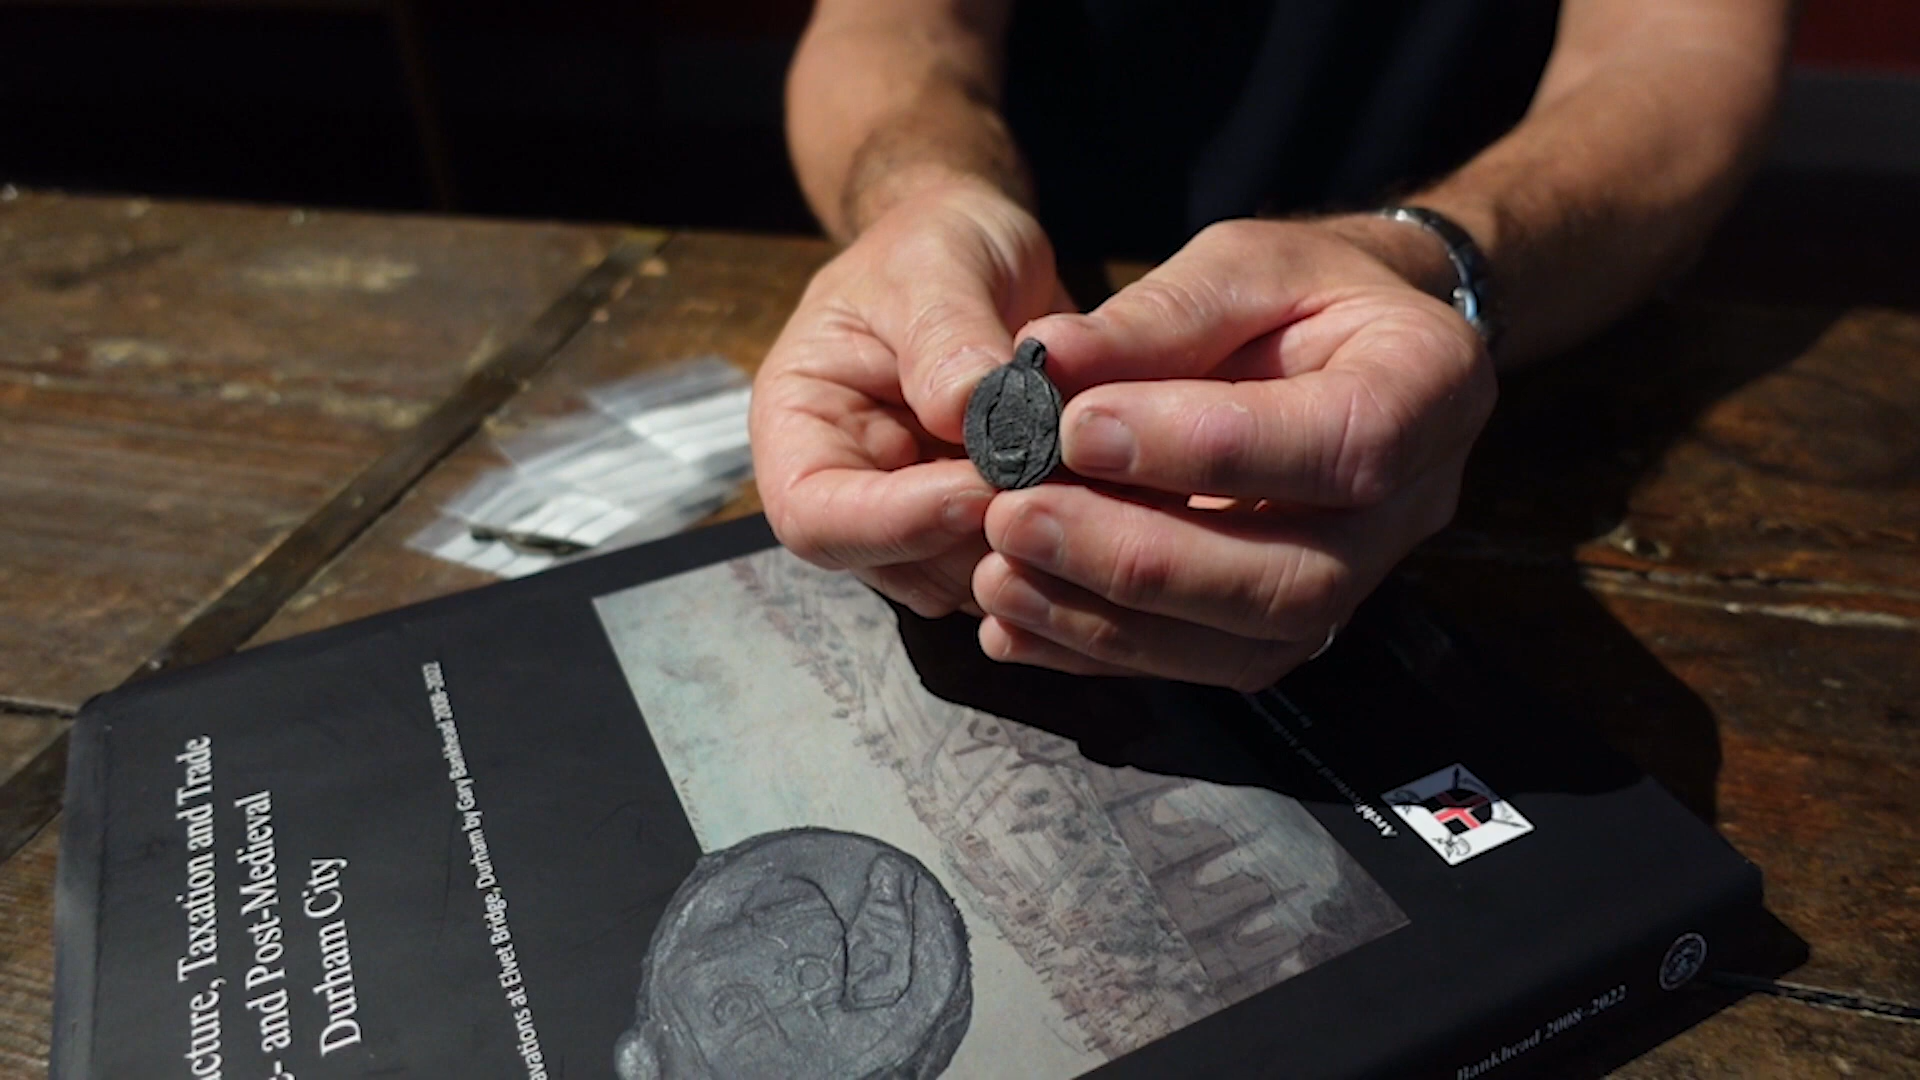 acture, Taxation and Trade
- and Post-Medieval
Durham City
avations at Elvet Bridge, Durham by Gary Bankhead 2008-2022
Bankhead 2008-2022